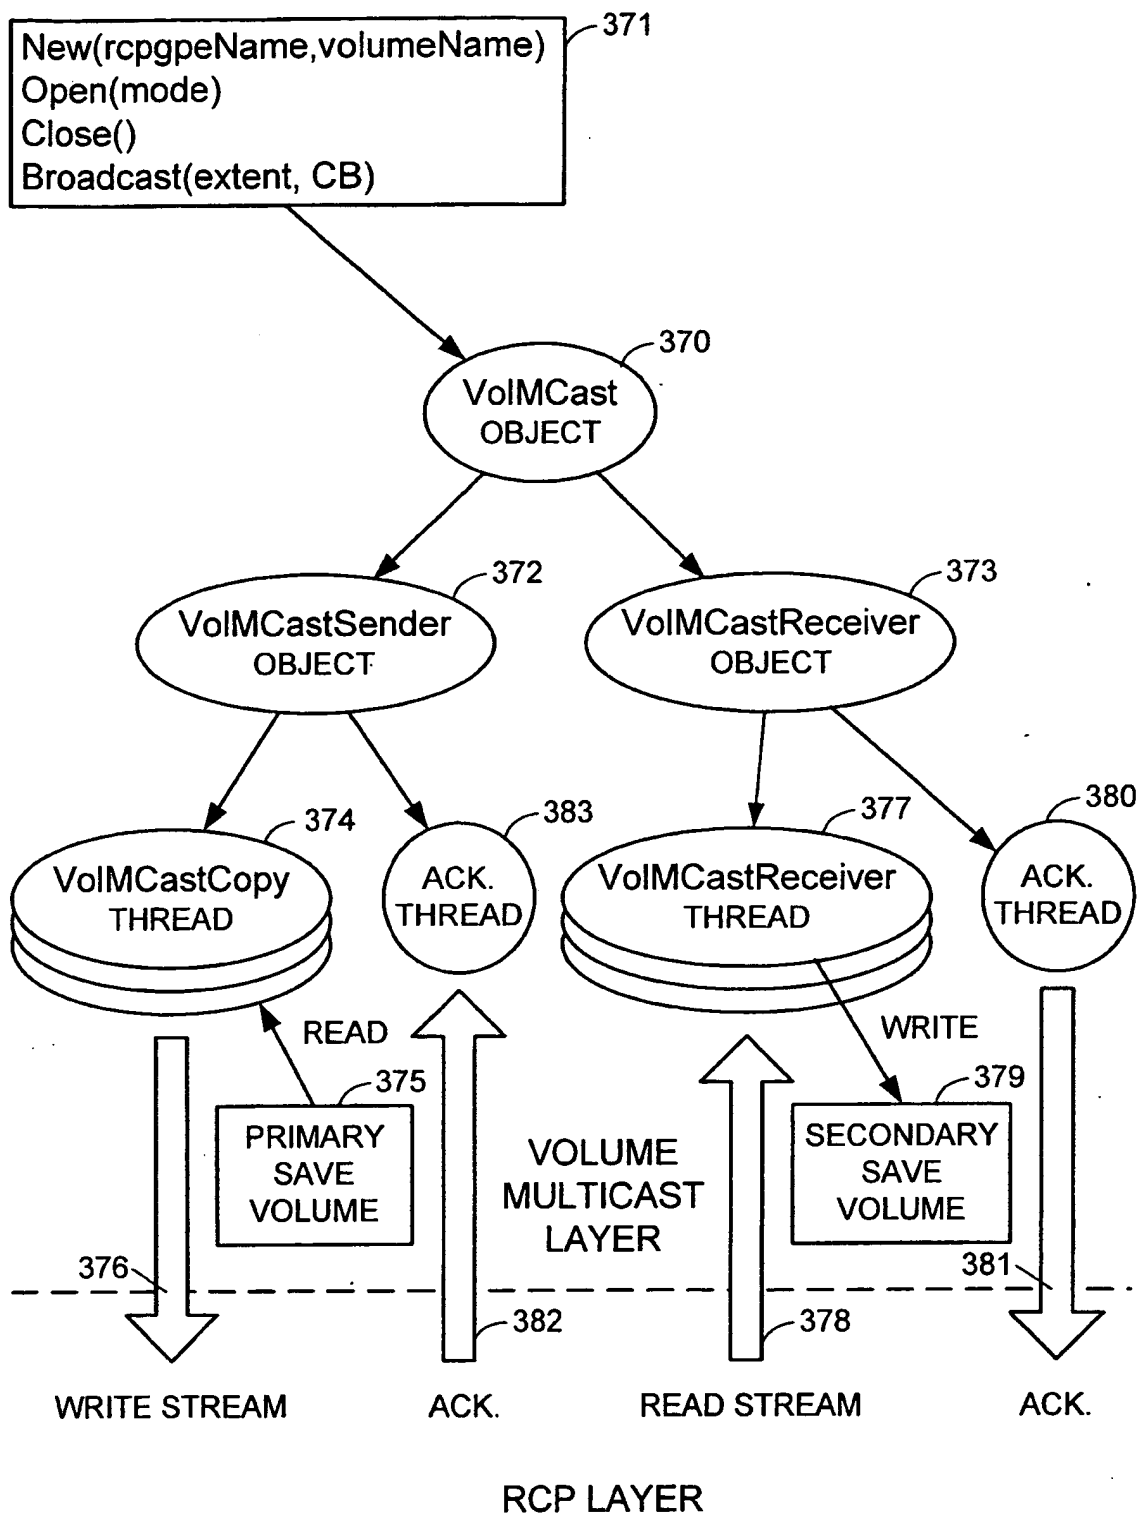 371
New(rcpgpeName,volumeName)
Open(mode)
Close()
Broadcast(extent, CB)
370
VolMCast
OBJECT
372
VolMCastSender
OBJECT
373
VolMCastReceiver
OBJECT
374
VolMCastCopy
THREAD
383
ACK.
THREAD
377
VolMCastReceiver
THREAD
380
ACK.
THREAD
READ
WRITE
375
PRIMARY
SAVE
VOLUME
VOLUME
MULTICAST
LAYER
379
SECONDARY
SAVE
VOLUME
376
382
378
381
WRITE STREAM
ACK.
READ STREAM
ACK.
RCP LAYER